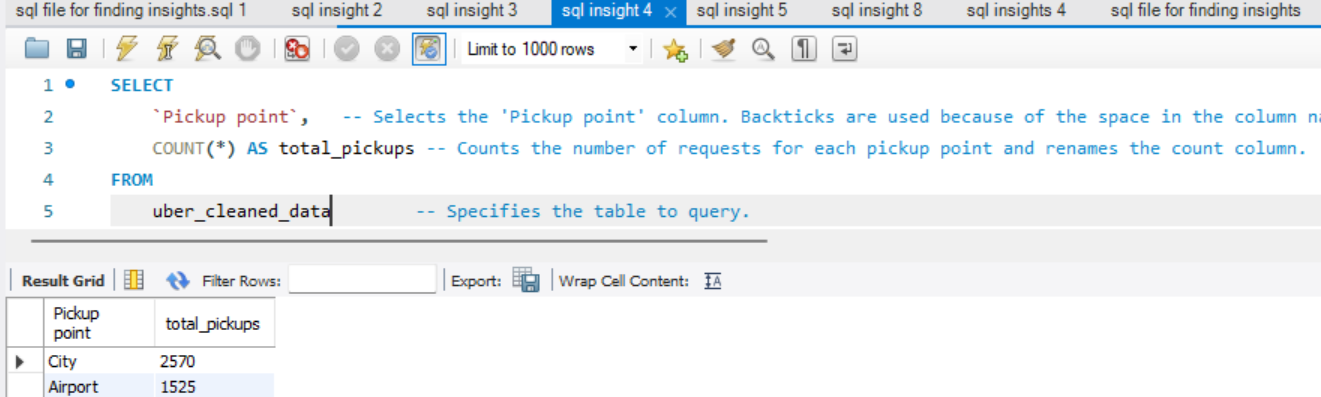 sql file for finding insights.sql 1 sql insight 2 sql insight 3 sql insight 4 × sql insight 5 sql insight 8 sql insights 4 sql file for finding insights
Limit to 1000 rows
1 SELECT
2 `Pickup point`, -- Selects the 'Pickup point' column. Backticks are used because of the space in the column na
3 COUNT(*) AS total_pickups -- Counts the number of requests for each pickup point and renames the count column.
4 FROM
5 uber_cleaned_data -- Specifies the table to query.
Result Grid Filter Rows: Export: Wrap Cell Content:
Pickup
point total_pickups
City 2570
Airport 1525